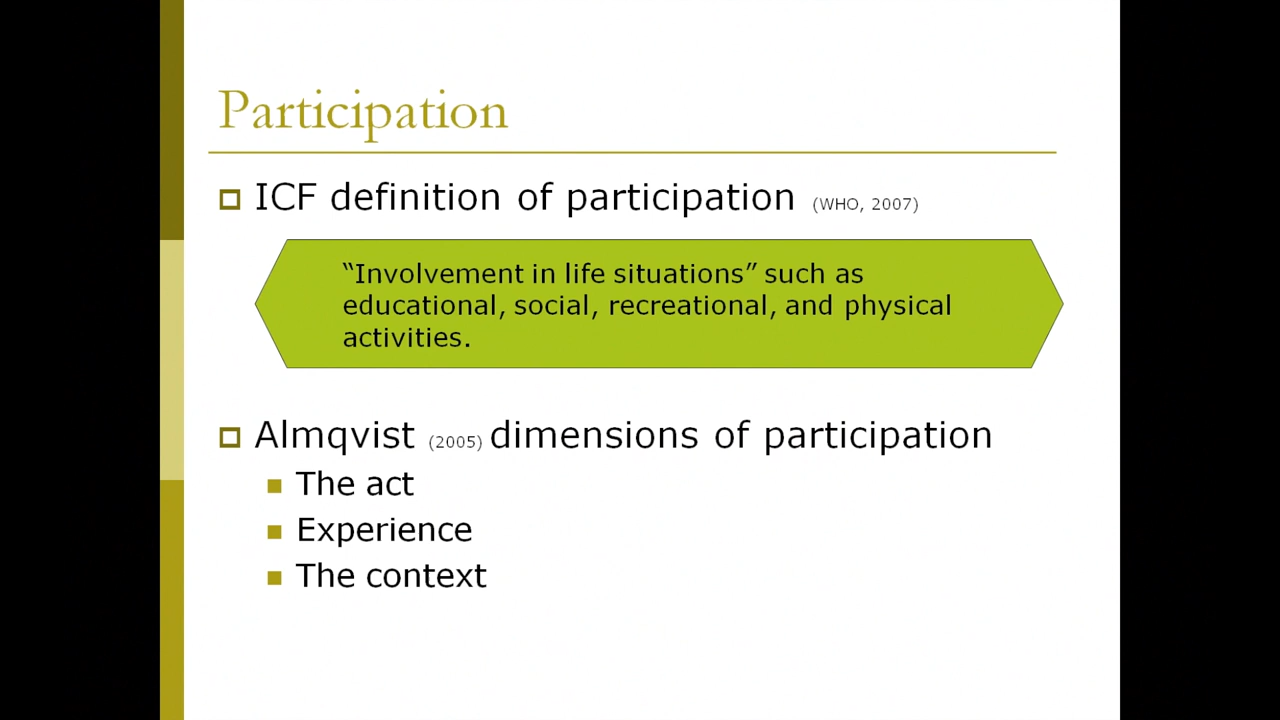 Participation
ICF definition of participation (WHO, 2007)
“Involvement in life situations” such as
educational, social, recreational, and physical
activities.
Almqvist (2005) dimensions of participation
The act
Experience
The context